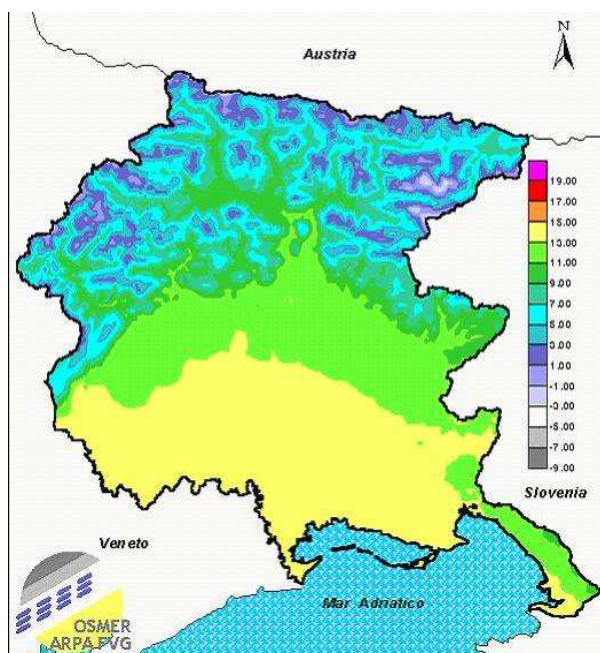 N
Austria
19.00
17.00
15.00
13.00
11.00
9.00
7.00
5.00
3.00
1.00
-1.00
-3.00
-5.00
-7.00
-9.00
Slovenia
Veneto
Mar Adriatico
OSMER
ARPA FVG